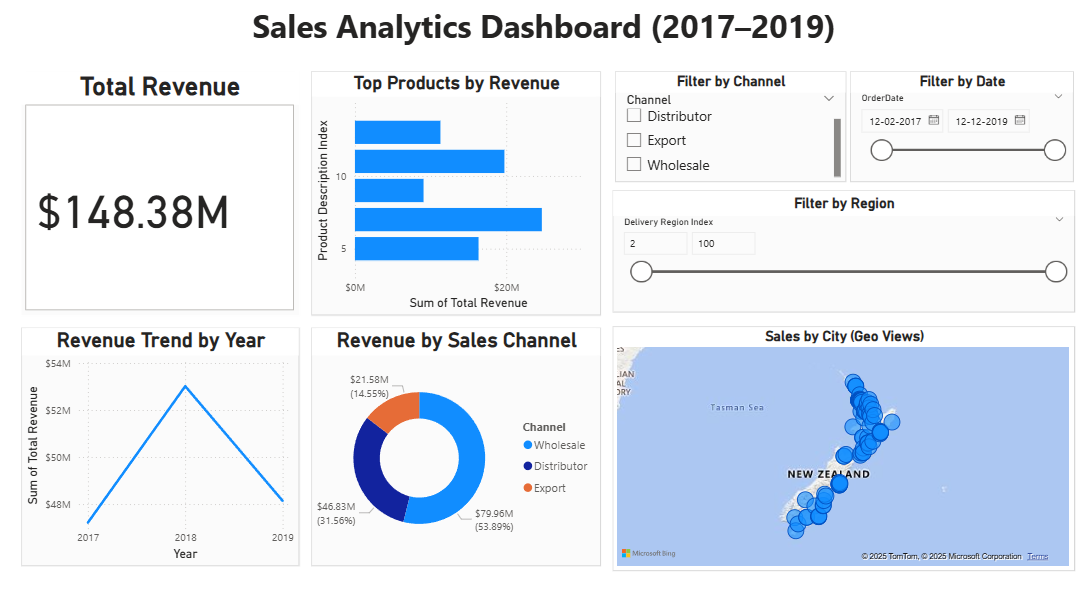 Sales Analytics Dashboard (2017–2019)
Total Revenue
$148.38M
Top Products by Revenue
Product Description Index
10
5
$0M
$20M
Sum of Total Revenue
Filter by Channel
Channel
Distributor
Export
Wholesale
Filter by Date
OrderDate
12-02-2017
12-12-2019
Filter by Region
Delivery Region Index
2
100
Revenue Trend by Year
Sum of Total Revenue
$54M
$52M
$50M
$48M
2017
2018
2019
Year
Revenue by Sales Channel
$21.58M
(14.55%)
$46.83M
(31.56%)
$79.96M
(53.89%)
Channel
Wholesale
Distributor
Export
Sales by City (Geo Views)
LIAN
AL
ORY
Tasman Sea
NEW ZEALAND
Microsoft Bing
© 2025 TomTom, © 2025 Microsoft Corporation Terms